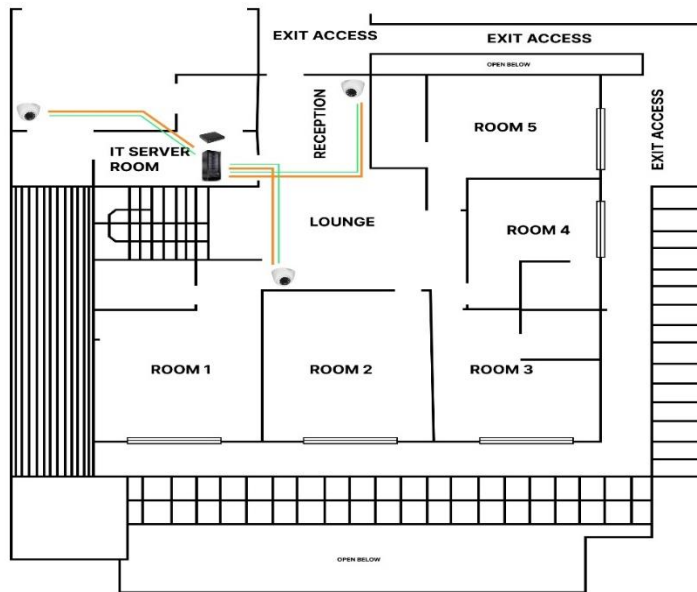 EXIT ACCESS
EXIT ACCESS
OPEN BELOW
RECEPTION
EXIT ACCESS
ROOM 5
IT SERVER
ROOM
LOUNGE
ROOM 4
ROOM 1
ROOM 2
ROOM 3
OPEN BELOW